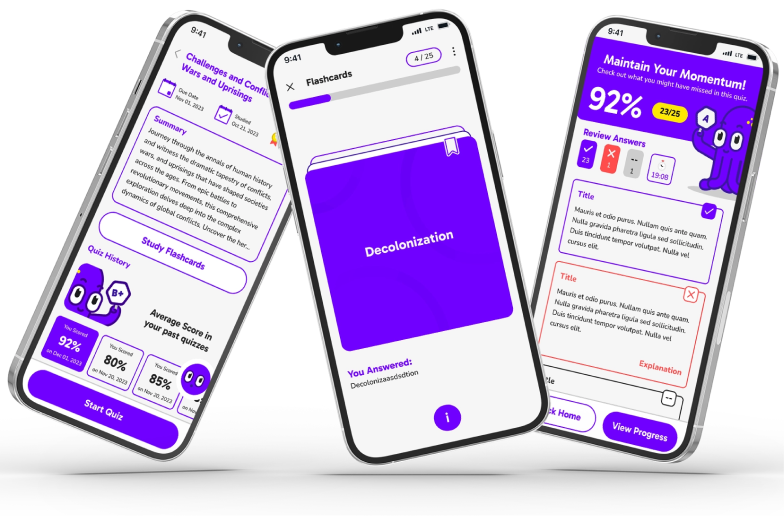 9:41
Challenges and Conflic
Wars and Uprisings
Due Date
Nov 01, 2023
Studied
Oct 21, 2023
Summary
Journey through the annals of human history
and witness the dramatic tapestry of conflicts,
wars, and uprisings that have shaped societies
across the ages. From epic battles to
revolutionary movements, this comprehensive
exploration delves deep into the complex
dynamics of global conflicts. Uncover the her...
Study Flashcards
Quiz History
B+
Average Score in
your past quizzes
You Scored
92%
on Dec 01, 2023
You Scored
80%
on Nov 20, 2023
You Scored
85%
on Nov 20, 2023
on Nov
Start Quiz
9:41
LTE
Flashcards
4 / 25
Decolonization
You Answered:
Decolonizaasdsdtion
i
9:41
LTE
Maintain Your Momentum!
Check out what you might have missed in this quiz.
92%
23/25
A
Review Answers
23
1
--
1
19:08
Title
Mauris et odio purus. Nullam quis ante quam.
Nulla gravida pharetra ligula sed sollicitudin.
Duis tincidunt tempor volutpat. Nulla vel
cursus elit.
Title
Mauris et odio purus. Nullam quis ante quam.
Nulla gravida pharetra ligula sed sollicitudin.
Duis tincidunt tempor volutpat. Nulla vel
cursus elit.
Explanation
tle
--
ck Home
View Progress